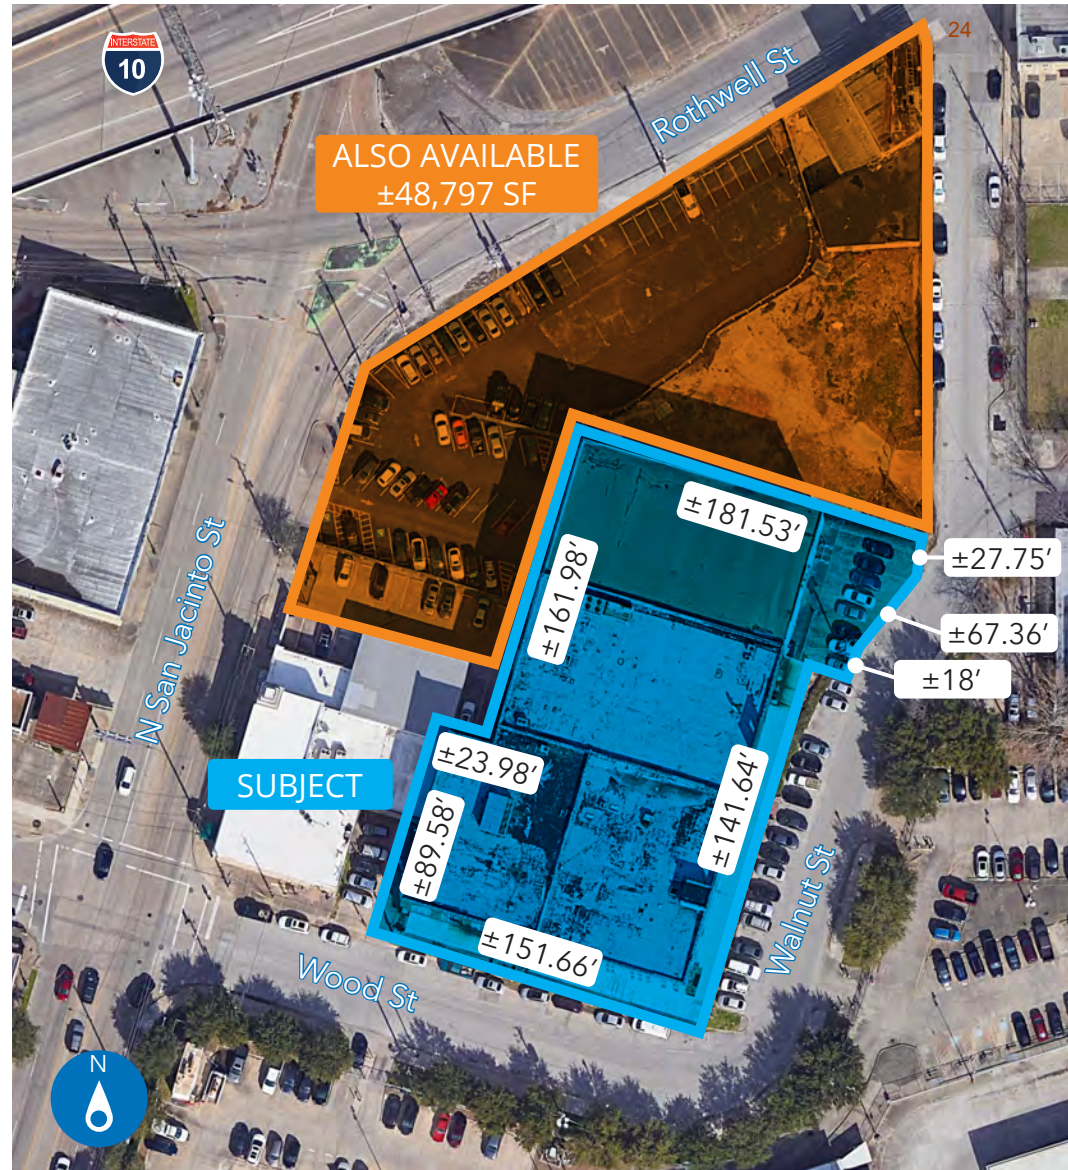 24
INTERSTATE
10
Rothwell St
ALSO AVAILABLE
±48,797 SF
±181.53’
±27.75’
±161.98’
±67.36’
±18’
N San Jacinto St
±23.98’
SUBJECT
±141.64’
±89.58’
Walnut St
±151.66’
Wood St
N